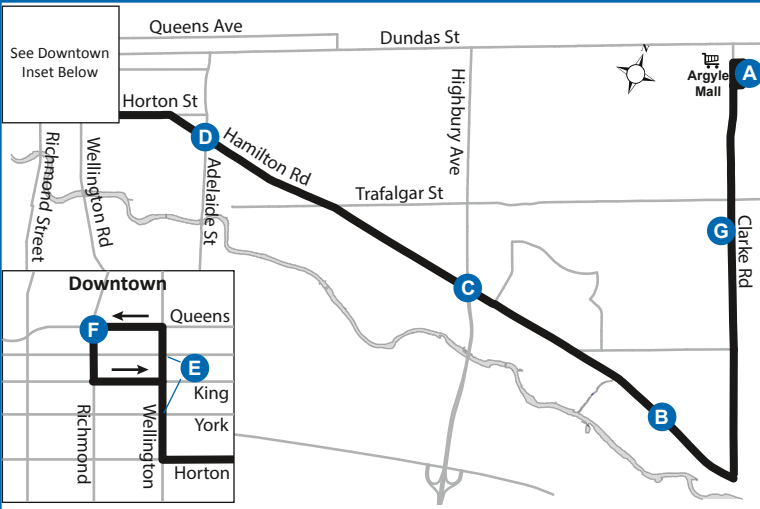 Queens Ave
Dundas St
See Downtown
Inset Below
N
Argyle
Mall
A
Highbury Ave
Horton St
D
Hamilton Rd
Richmond Street
Wellington Rd
Adelaide St
Trafalgar St
G
Clarke Rd
C
B
Downtown
Queens
F
E
King
York
Richmond
Wellington
Horton